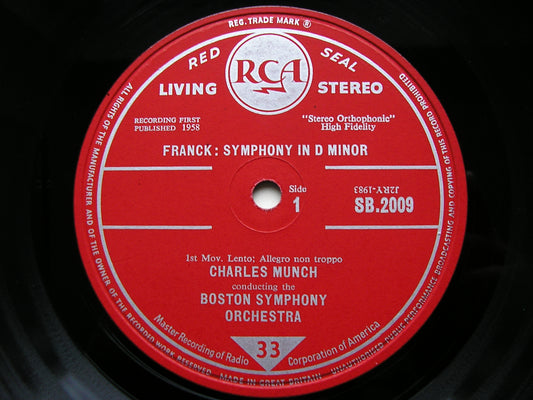 REG. TRADE MARK ®
RED SEAL
RCA
LIVING STEREO
RECORDING FIRST
PUBLISHED 1958
"Stereo Orthophonic"
High Fidelity
FRANCK: SYMPHONY IN D MINOR
Side
1
J2RY-1983
SB.2009
1st Mov. Lento; Allegro non troppo
CHARLES MUNCH
conducting the
BOSTON SYMPHONY
ORCHESTRA
33
Master Recording of Radio Corporation of America
ALL RIGHTS OF THE MANUFACTURER AND OF THE OWNER OF THE RECORDED WORK RESERVED
MADE IN GREAT BRITAIN
UNAUTHORISED PUBLIC PERFORMANCE BROADCASTING AND COPYING OF THIS RECORD PROHIBITED